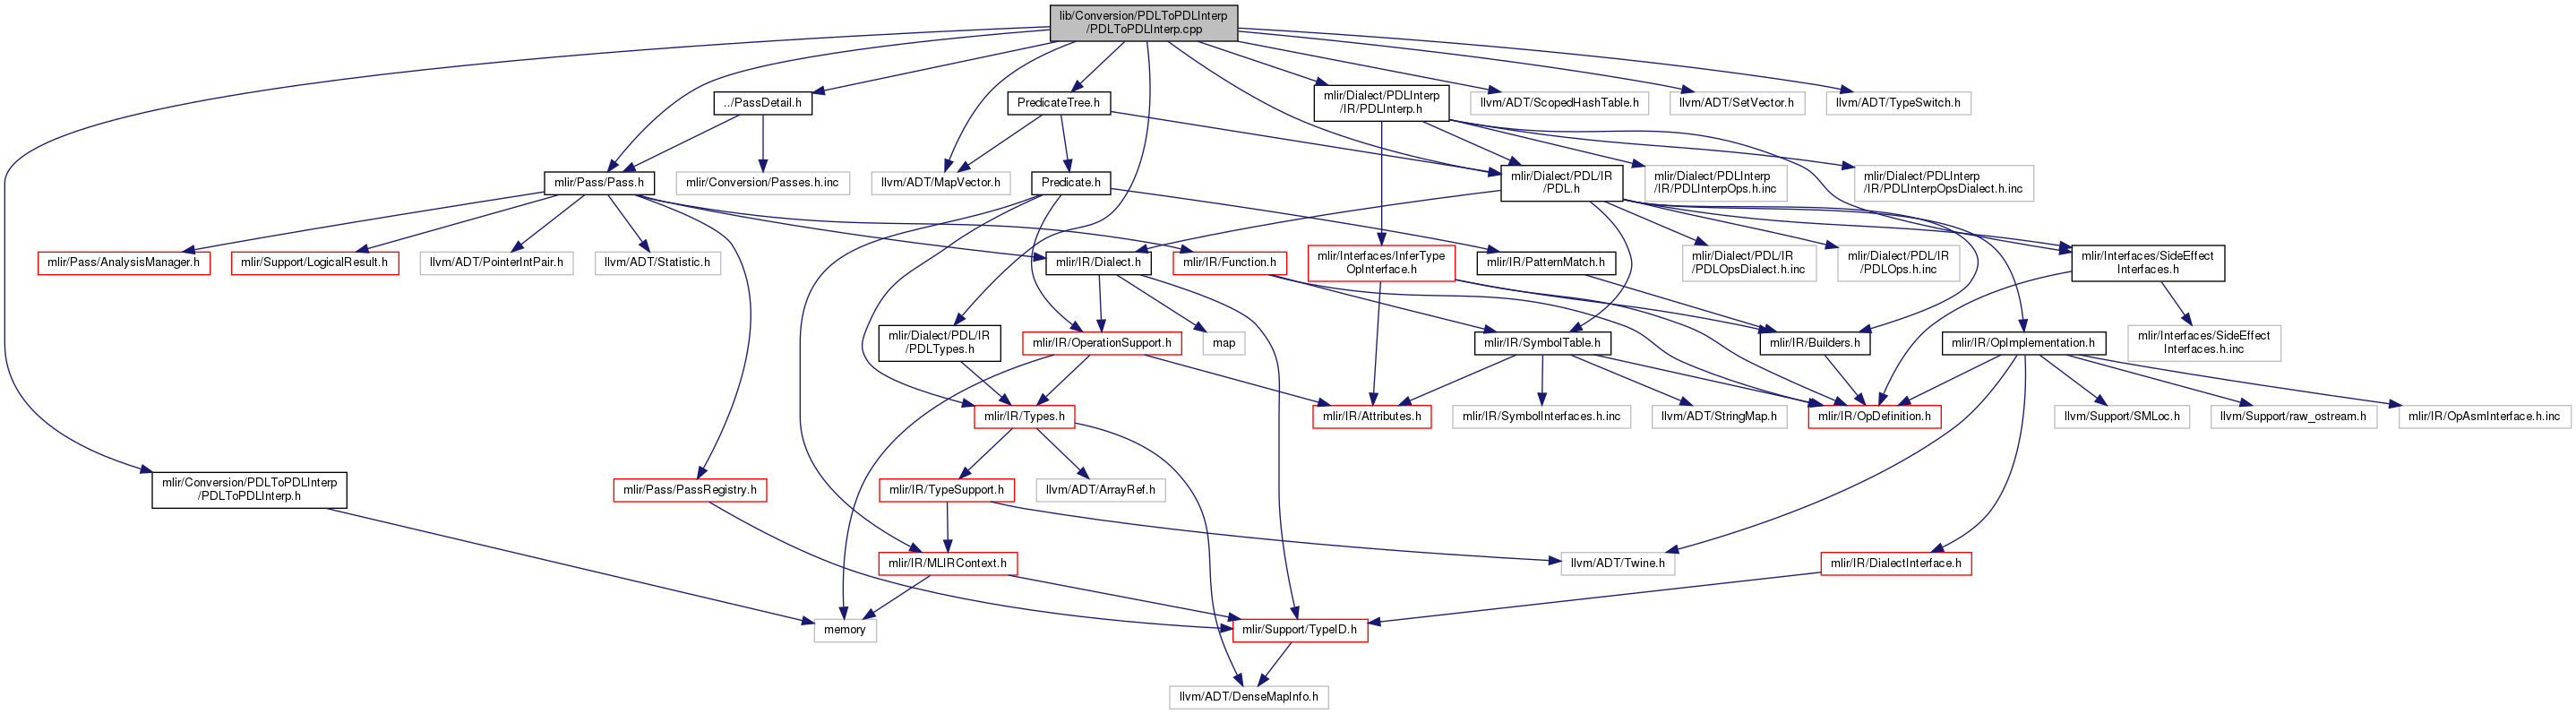 lib/Conversion/PDLToPDLInterp
/PDLToPDLInterp.cpp
../PassDetail.h
PredicateTree.h
mlir/Dialect/PDLInterp
/IR/PDLInterp.h
llvm/ADT/ScopedHashTable.h
llvm/ADT/SetVector.h
llvm/ADT/TypeSwitch.h
mlir/Pass/Pass.h
mlir/Conversion/Passes.h.inc
llvm/ADT/MapVector.h
Predicate.h
mlir/Dialect/PDL/IR
/PDL.h
mlir/Dialect/PDLInterp
/IR/PDLInterpOps.h.inc
mlir/Dialect/PDLInterp
/IR/PDLInterpOpsDialect.h.inc
mlir/Pass/AnalysisManager.h
mlir/Support/LogicalResult.h
llvm/ADT/PointerIntPair.h
llvm/ADT/Statistic.h
mlir/IR/Dialect.h
mlir/IR/Function.h
mlir/Interfaces/InferType
OpInterface.h
mlir/IR/PatternMatch.h
mlir/Dialect/PDL/IR
/PDLOpsDialect.h.inc
mlir/Dialect/PDL/IR
/PDLOps.h.inc
mlir/Interfaces/SideEffect
Interfaces.h
mlir/Dialect/PDL/IR
/PDLTypes.h
mlir/IR/OperationSupport.h
map
mlir/IR/SymbolTable.h
mlir/IR/Builders.h
mlir/IR/OpImplementation.h
mlir/Interfaces/SideEffect
Interfaces.h.inc
mlir/IR/Types.h
mlir/IR/Attributes.h
mlir/IR/SymbolInterfaces.h.inc
llvm/ADT/StringMap.h
mlir/IR/OpDefinition.h
llvm/Support/SMLoc.h
llvm/Support/raw_ostream.h
mlir/IR/OpAsmInterface.h.inc
mlir/Conversion/PDLToPDLInterp
/PDLToPDLInterp.h
mlir/Pass/PassRegistry.h
mlir/IR/TypeSupport.h
llvm/ADT/ArrayRef.h
mlir/IR/MLIRContext.h
llvm/ADT/Twine.h
mlir/IR/DialectInterface.h
memory
mlir/Support/TypeID.h
llvm/ADT/DenseMapInfo.h